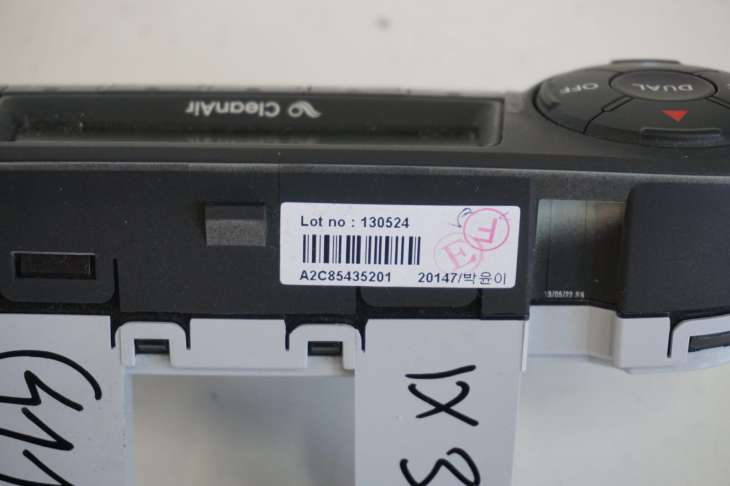 CleanAir
OFF
DUAL
Lot no : 130524
F
E
A2C85435201 20147/박윤이
IX 3